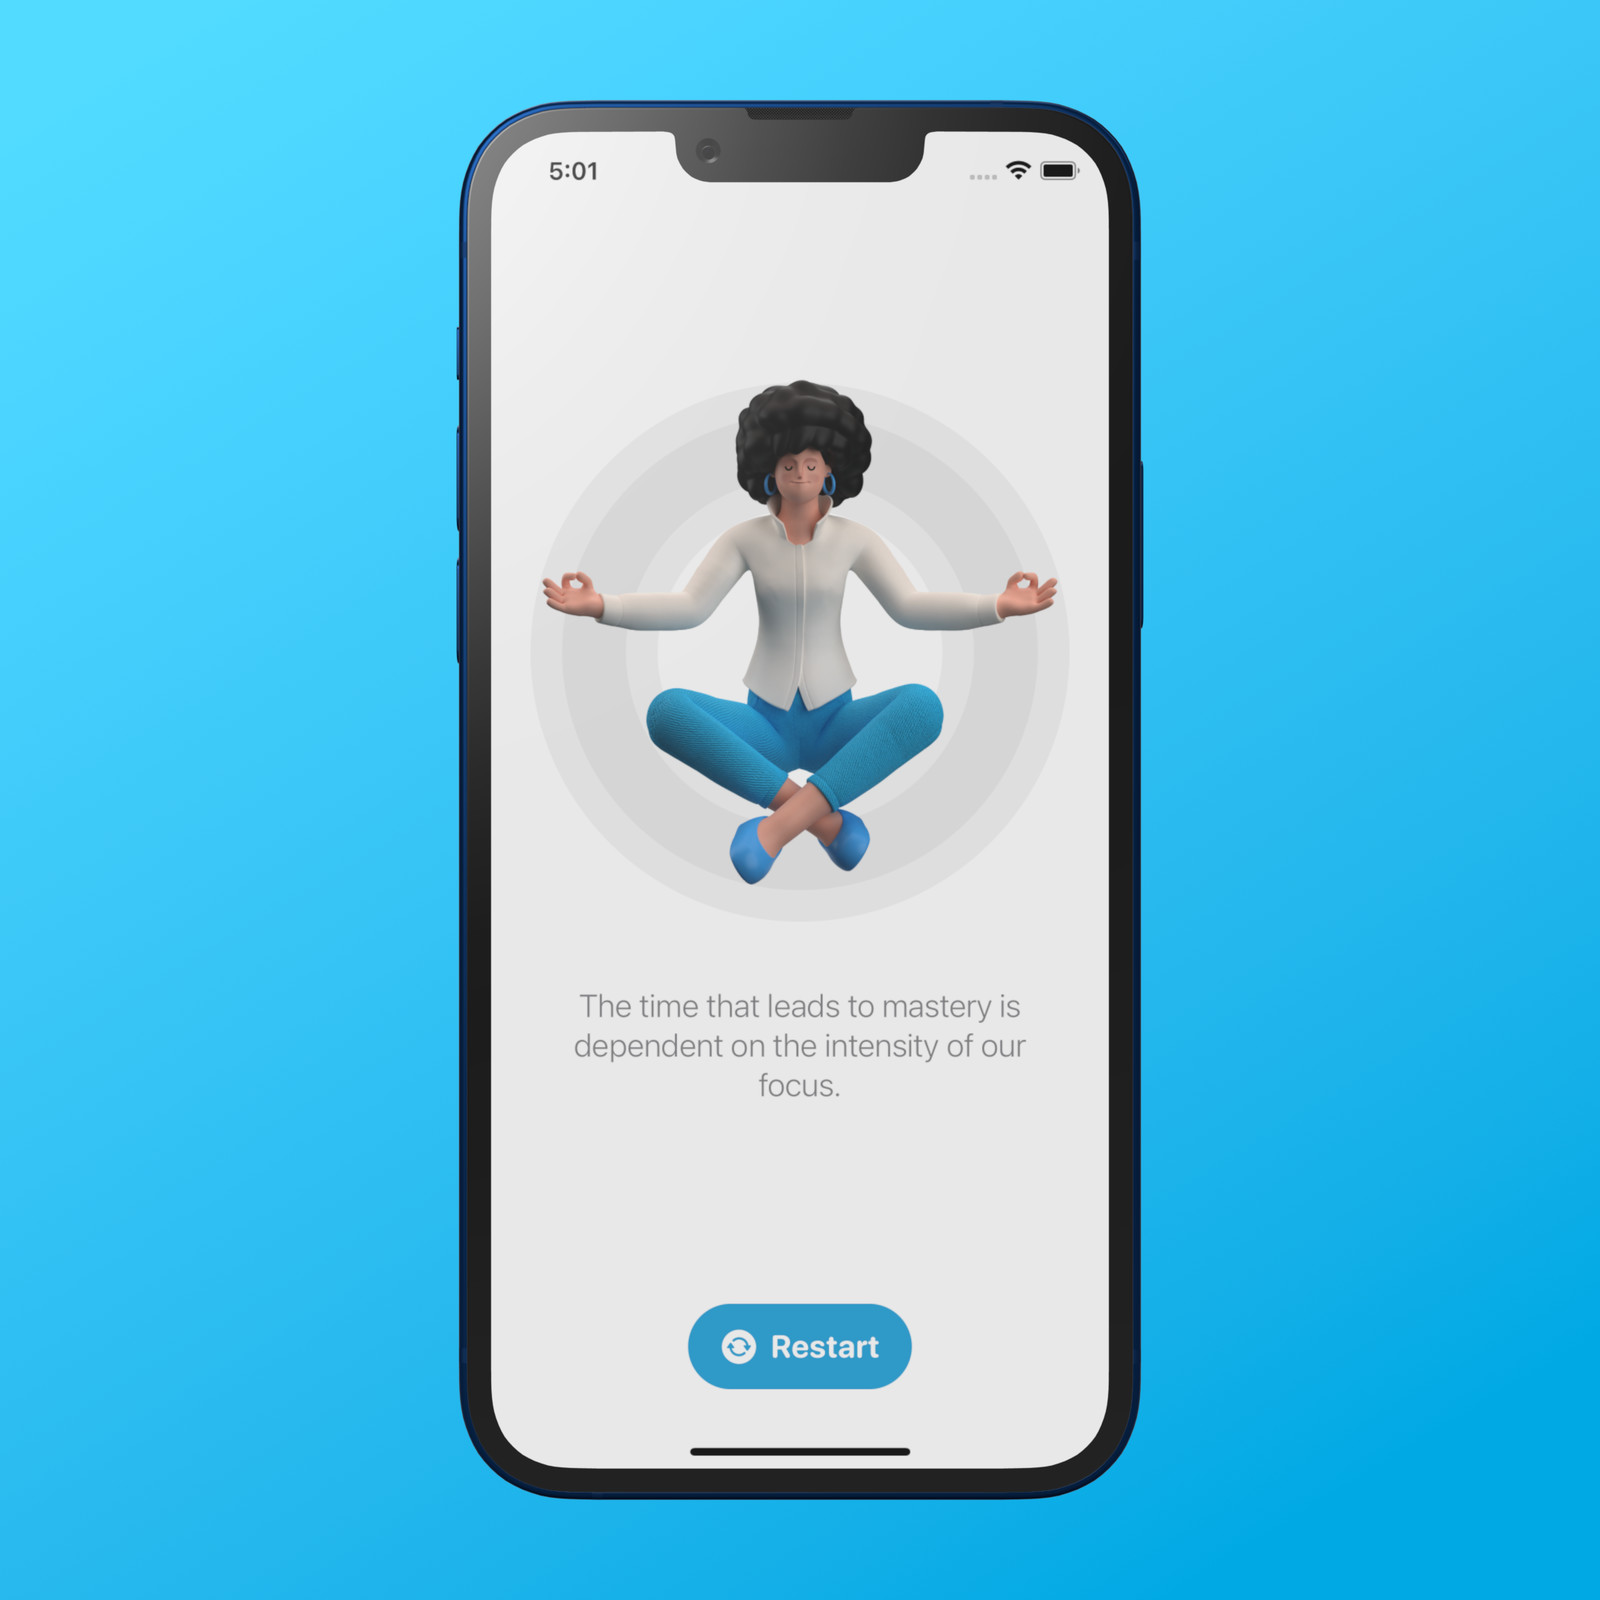 5:01
The time that leads to mastery is
dependent on the intensity of our
focus.
Restart